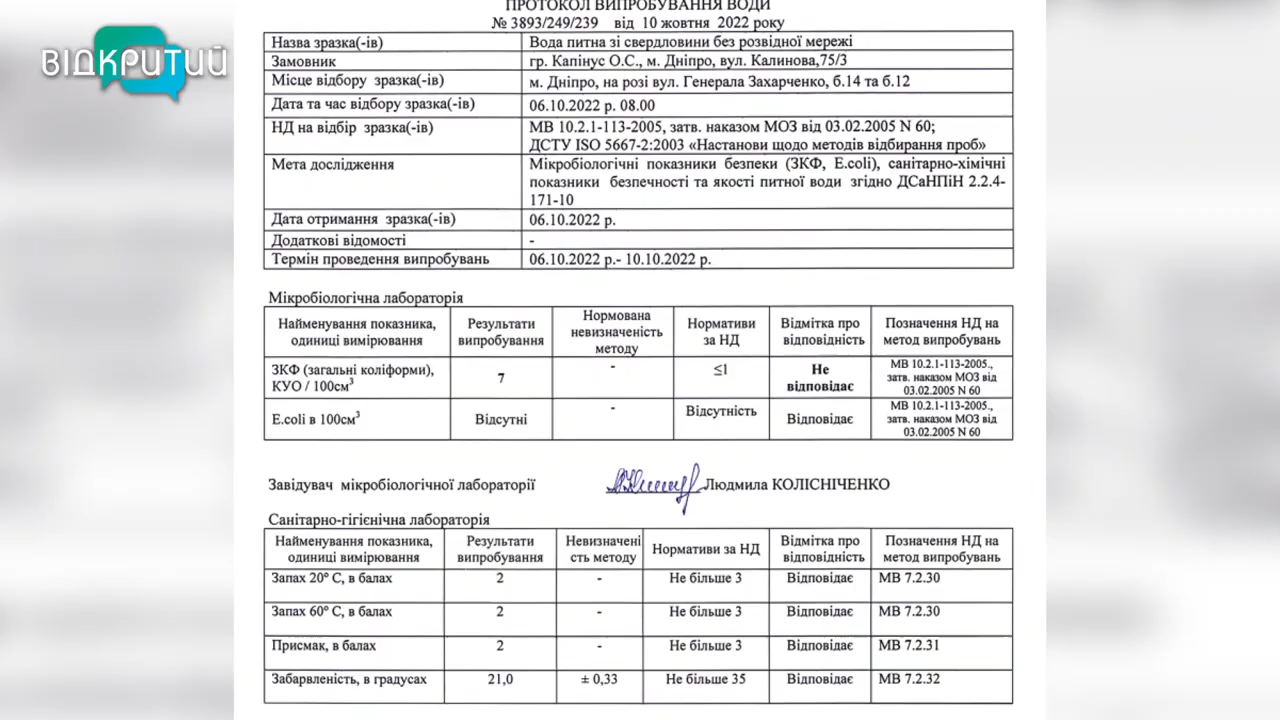 ВІДКРИТИЙ
ПРОТОКОЛ ВИПРОБУВАННЯ ВОДИ
№ 3893/249/239 від 10 жовтня 2022 року
Назва зразка(-ів) Вода питна зі свердловини без розвідної мережі
Замовник гр. Капінус О.С., м. Дніпро, вул. Калинова,75/3
Місце відбору зразка(-ів) м. Дніпро, на розі вул. Генерала Захарченко, б.14 та б.12
Дата та час відбору зразка(-ів) 06.10.2022 р. 08.00
НД на відбір зразка(-ів) МВ 10.2.1-113-2005, затв. наказом МОЗ від 03.02.2005 N 60;
ДСТУ ISO 5667-2:2003 «Настанови щодо методів відбирання проб»
Мета дослідження Мікробіологічні показники безпеки (ЗКФ, E.coli), санітарно-хімічні
показники безпечності та якості питної води згідно ДСаНПіН 2.2.4-
171-10
Дата отримання зразка(-ів) 06.10.2022 р.
Додаткові відомості -
Термін проведення випробувань 06.10.2022 р.- 10.10.2022 р.
Мікробіологічна лабораторія
Найменування показника, Результати Нормована Нормативи Відмітка про Позначення НД на
одиниці вимірювання випробування невизначеність за НД відповідність метод випробувань
методу
ЗКФ (загальні коліформи), 7 - ≤1 Не МВ 10.2.1-113-2005.,
КУО / 100см3 відповідає затв. наказом МОЗ від
03.02.2005 N 60
E.coli в 100см3 Відсутні - Відсутність Відповідає МВ 10.2.1-113-2005.,
затв. наказом МОЗ від
03.02.2005 N 60
Завідувач мікробіологічної лабораторії Людмила КОЛІСНІЧЕНКО
Санітарно-гігієнічна лабораторія
Найменування показника, Результати Невизначені Нормативи за НД Відмітка про Позначення НД на
одиниці вимірювання випробування сть методу відповідність метод випробувань
Запах 20º С, в балах 2 - Не більше 3 Відповідає МВ 7.2.30
Запах 60º С, в балах 2 - Не більше 3 Відповідає МВ 7.2.30
Присмак, в балах 2 - Не більше 3 Відповідає МВ 7.2.31
Забарвленість, в градусах 21,0 ± 0,33 Не більше 35 Відповідає МВ 7.2.32